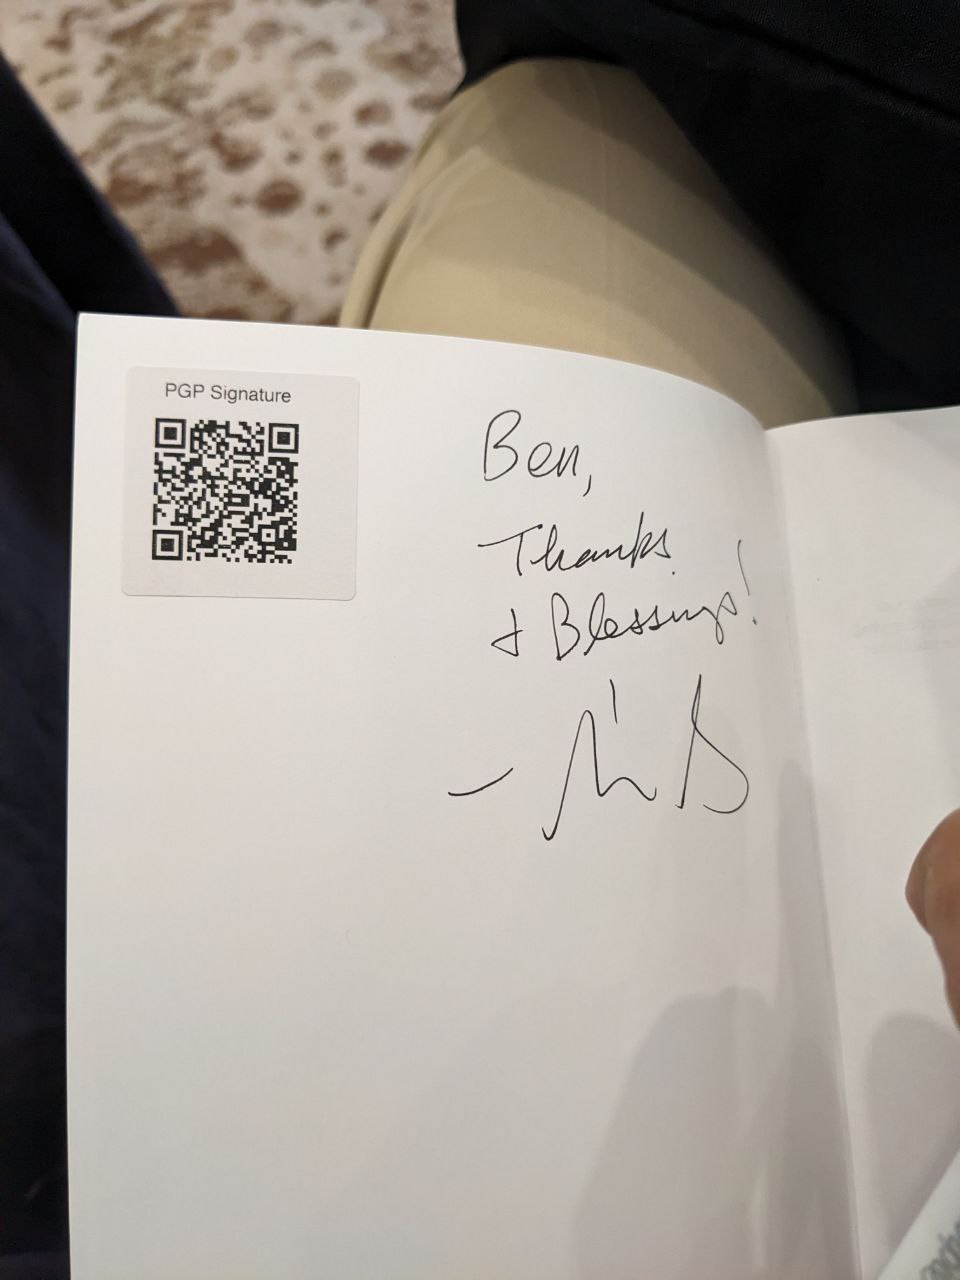 PGP Signature
Ben,
Thanks
& Blessings!